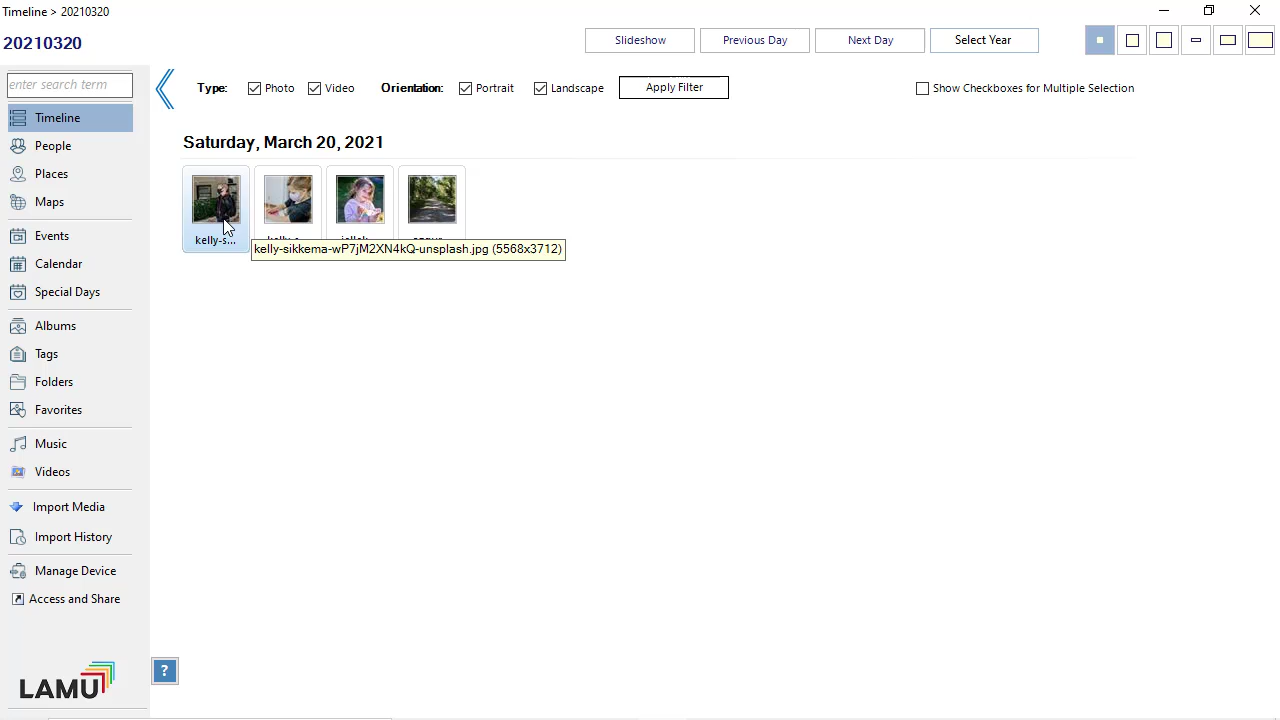 Timeline > 20210320
20210320
Slideshow
Previous Day
Next Day
Select Year
enter search term
Type:
Photo
Video
Orientation:
Portrait
Landscape
Apply Filter
Show Checkboxes for Multiple Selection
Timeline
People
Places
Maps
Events
Calendar
Special Days
Albums
Tags
Folders
Favorites
Music
Videos
Import Media
Import History
Manage Device
Access and Share
LAMU
Saturday, March 20, 2021
kelly-s...
kelly-sikkema-wP7jM2XN4kQ-unsplash.jpg (5568x3712)
?